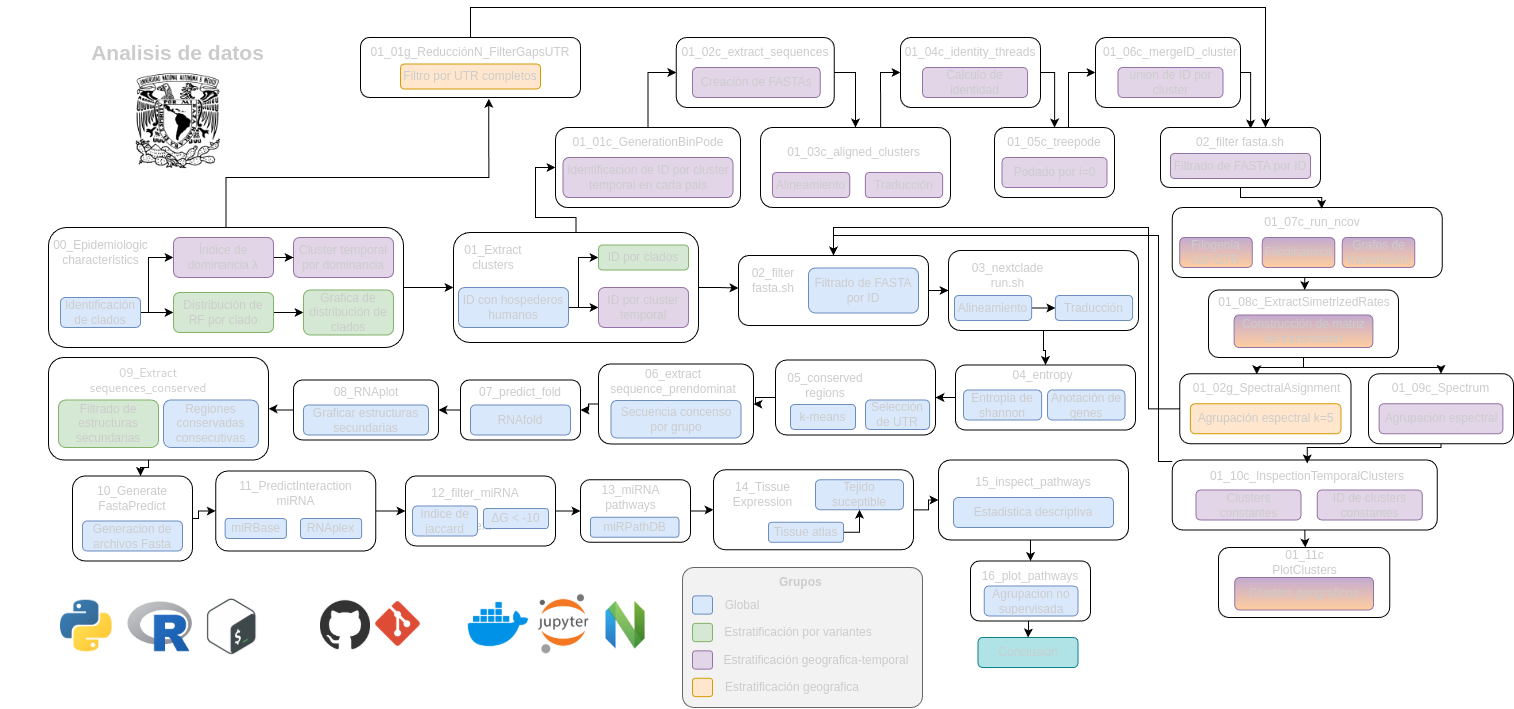 Analisis de datos
01_01g_ReducciónN_FilterGapsUTR
Filtro por UTR completos
01_02c_extract_sequences
Creación de FASTAs
01_04c_identity_threads
Calculo de
identidad
01_06c_mergeID_cluster
unión de ID por
cluster
01_01c_GenerationBinPode
Identificacion de ID por cluster
temporal en cada pais
01_03c_aligned_clusters
Alineamiento
Traducción
01_05c_treepode
Podado por i=0
02_filter fasta.sh
Filtrado de FASTA por ID
00_Epidemiologic
characteristics
Índice de
dominancia λ
Cluster temporal
por dominancia
Identificación
de clados
Distribución de
RF por clado
Grafica de
distribución de
clados
01_Extract
clusters
ID por clados
ID con hospederos
humanos
ID por cluster
temporal
02_filter
fasta.sh
Filtrado de FASTA
por ID
03_nextclade
run.sh
Alineamiento
Traducción
01_07c_run_ncov
Filogenia
Grafos de
01_08c_ExtractSimetrizedRates
Construcción de matriz
09_Extract
sequences_conserved
Filtrado de
estructuras
secundarias
Regiones
conservadas
consecutivas
08_RNAplot
Graficar estructuras
secundarias
07_predict_fold
RNAfold
06_extract
sequence_prendominat
Secuencia concenso
por grupo
05_conserved
regions
k-means
Selección
de UTR
04_entropy
Entropia de
shannon
Anotación de
genes
01_02g_SpectralAsignment
Agrupación espectral k=5
01_09c_Spectrum
Agrupación espectral
10_Generate
FastaPredict
Generacion de
archivos Fasta
11_PredictInteraction
miRNA
miRBase
RNAplex
12_filter_miRNA
Indice de
jaccard
ΔG < -10
13_miRNA
pathways
miRPathDB
14_Tissue
Expression
Tejido
suceptible
Tissue atlas
15_inspect_pathways
Estadistica descriptiva
01_10c_InspectionTemporalClusters
Clusters
constantes
ID de clusters
constantes
01_11c
PlotClusters
16_plot_pathways
Agrupación no
supervisada
Conclusion
Grupos
Global
Estratificación por variantes
Estratificación geografica-temporal
Estratificación geografica
jupyter